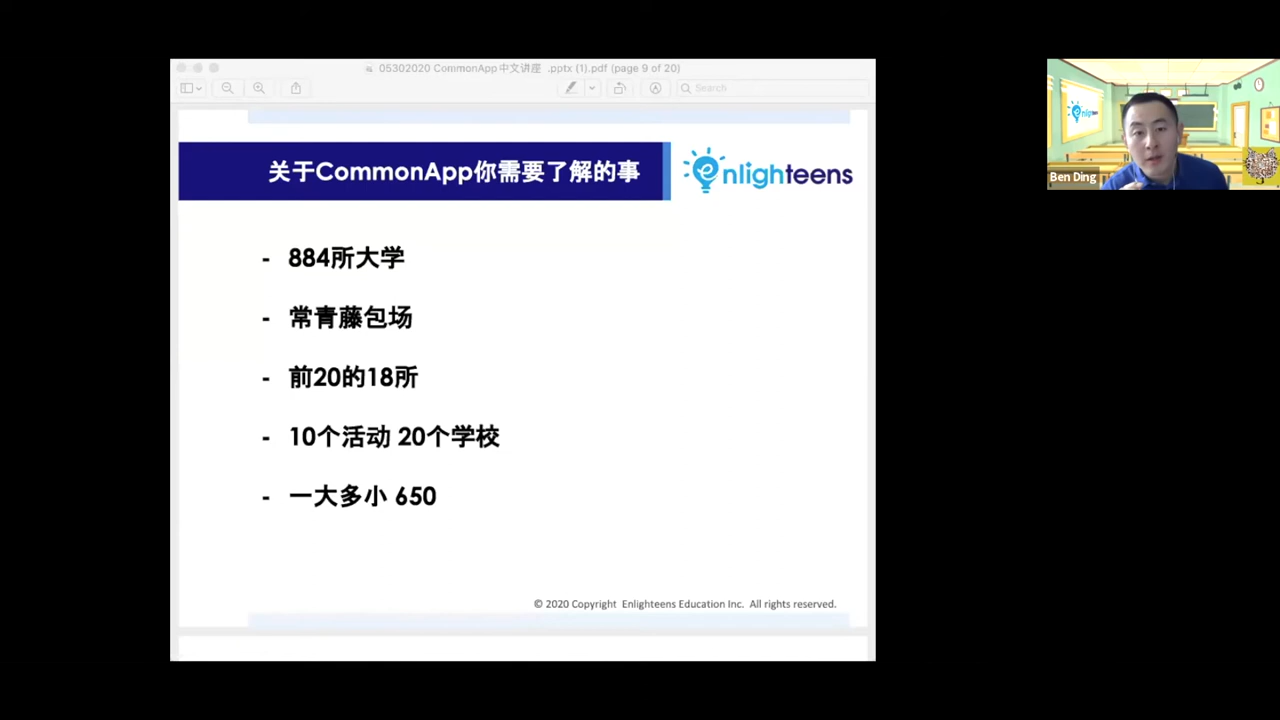 05302020 CommonApp中文讲座 .pptx (1).pdf (page 9 of 20)
Search
关于CommonApp你需要了解的事
enlighteens
- 884所大学
- 常青藤包场
- 前20的18所
- 10个活动 20个学校
- 一大多小 650
© 2020 Copyright Enlighteens Education Inc. All rights reserved.
Ben Ding